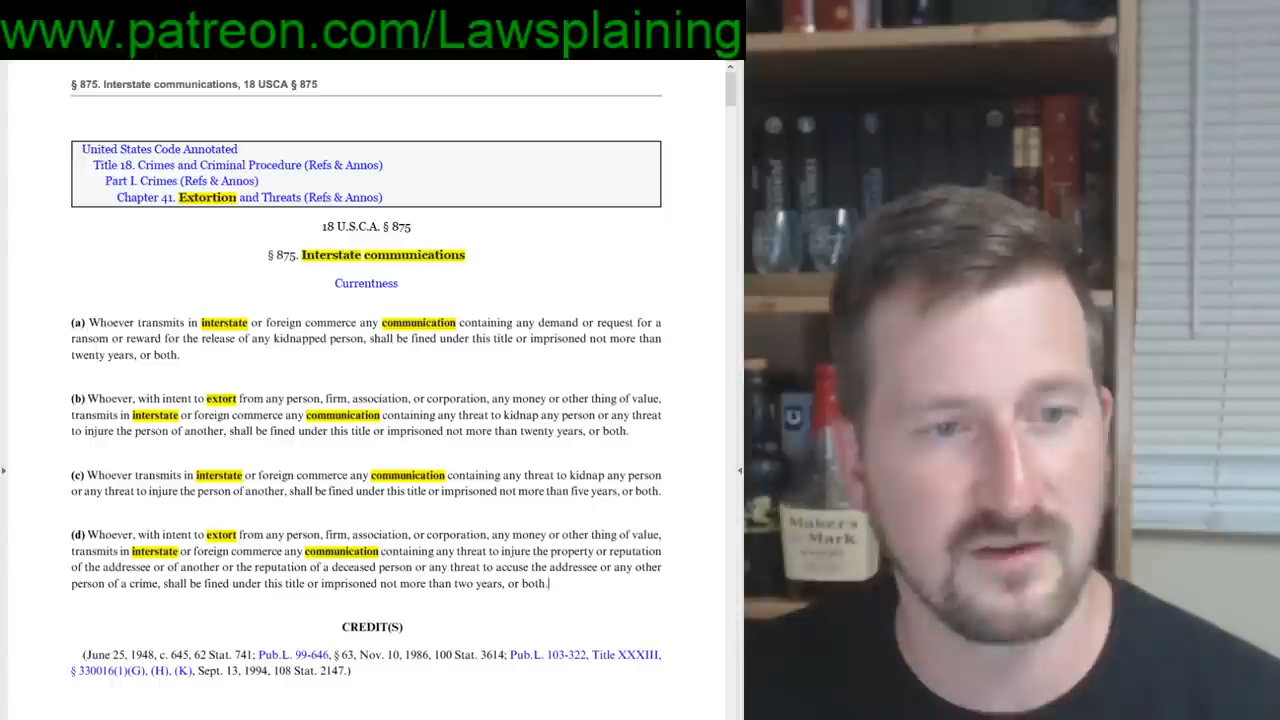 www.patreon.com/Lawsplaining
§ 875. Interstate communications, 18 USCA § 875
United States Code Annotated
Title 18. Crimes and Criminal Procedure (Refs & Annos)
Part I. Crimes (Refs & Annos)
Chapter 41. Extortion and Threats (Refs & Annos)
18 U.S.C.A. § 875
§ 875. Interstate communications
Currentness
(a) Whoever transmits in interstate or foreign commerce any communication containing any demand or request for a
ransom or reward for the release of any kidnapped person, shall be fined under this title or imprisoned not more than
twenty years, or both.
(b) Whoever, with intent to extort from any person, firm, association, or corporation, any money or other thing of value,
transmits in interstate or foreign commerce any communication containing any threat to kidnap any person or any threat
to injure the person of another, shall be fined under this title or imprisoned not more than twenty years, or both.
(c) Whoever transmits in interstate or foreign commerce any communication containing any threat to kidnap any person
or any threat to injure the person of another, shall be fined under this title or imprisoned not more than five years, or both.
(d) Whoever, with intent to extort from any person, firm, association, or corporation, any money or other thing of value,
transmits in interstate or foreign commerce any communication containing any threat to injure the property or reputation
of the addressee or of another or the reputation of a deceased person or any threat to accuse the addressee or any other
person of a crime, shall be fined under this title or imprisoned not more than two years, or both.
CREDIT(S)
(June 25, 1948, c. 645, 62 Stat. 741; Pub.L. 99-646, § 63, Nov. 10, 1986, 100 Stat. 3614; Pub.L. 103-322, Title XXXIII,
§ 330016(1)(G), (H), (K), Sept. 13, 1994, 108 Stat. 2147.)
Maker's
Mark